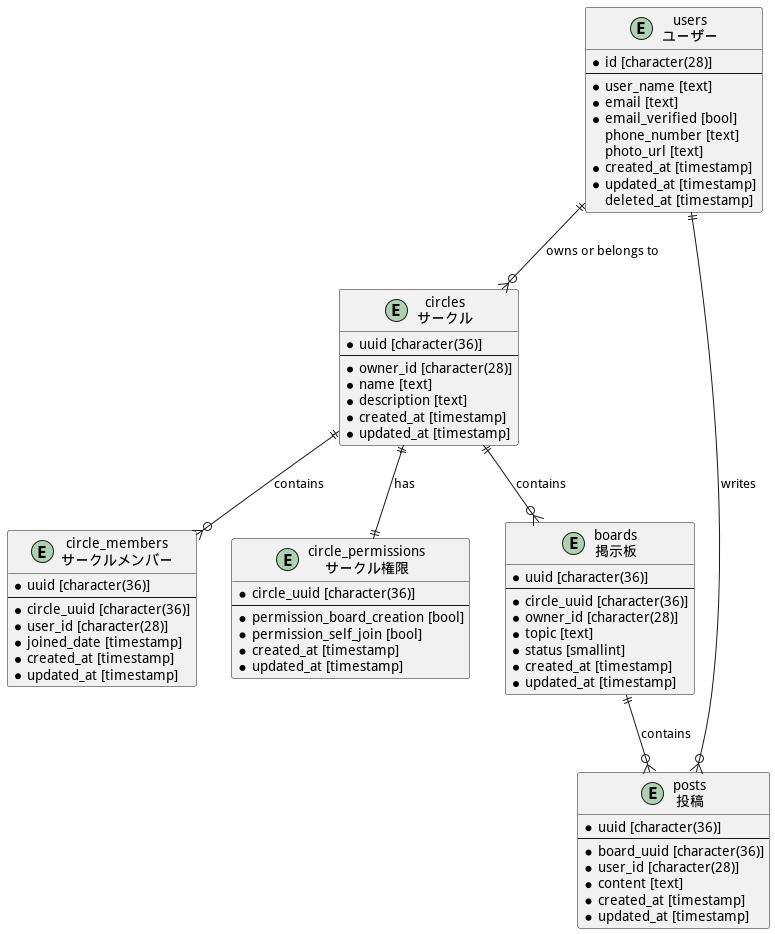 E
users
ユーザー
* id [character(28)]
* user_name [text]
* email [text]
* email_verified [bool]
phone_number [text]
photo_url [text]
* created_at [timestamp]
* updated_at [timestamp]
deleted_at [timestamp]
owns or belongs to
E
circles
サークル
* uuid [character(36)]
* owner_id [character(28)]
* name [text]
* description [text]
* created_at [timestamp]
* updated_at [timestamp]
contains
has
contains
writes
E
circle_members
サークルメンバー
* uuid [character(36)]
* circle_uuid [character(36)]
* user_id [character(28)]
* joined_date [timestamp]
* created_at [timestamp]
* updated_at [timestamp]
E
circle_permissions
サークル権限
* circle_uuid [character(36)]
* permission_board_creation [bool]
* permission_self_join [bool]
* created_at [timestamp]
* updated_at [timestamp]
E
boards
掲示板
* uuid [character(36)]
* circle_uuid [character(36)]
* owner_id [character(28)]
* topic [text]
* status [smallint]
* created_at [timestamp]
* updated_at [timestamp]
contains
E
posts
投稿
* uuid [character(36)]
* board_uuid [character(36)]
* user_id [character(28)]
* content [text]
* created_at [timestamp]
* updated_at [timestamp]